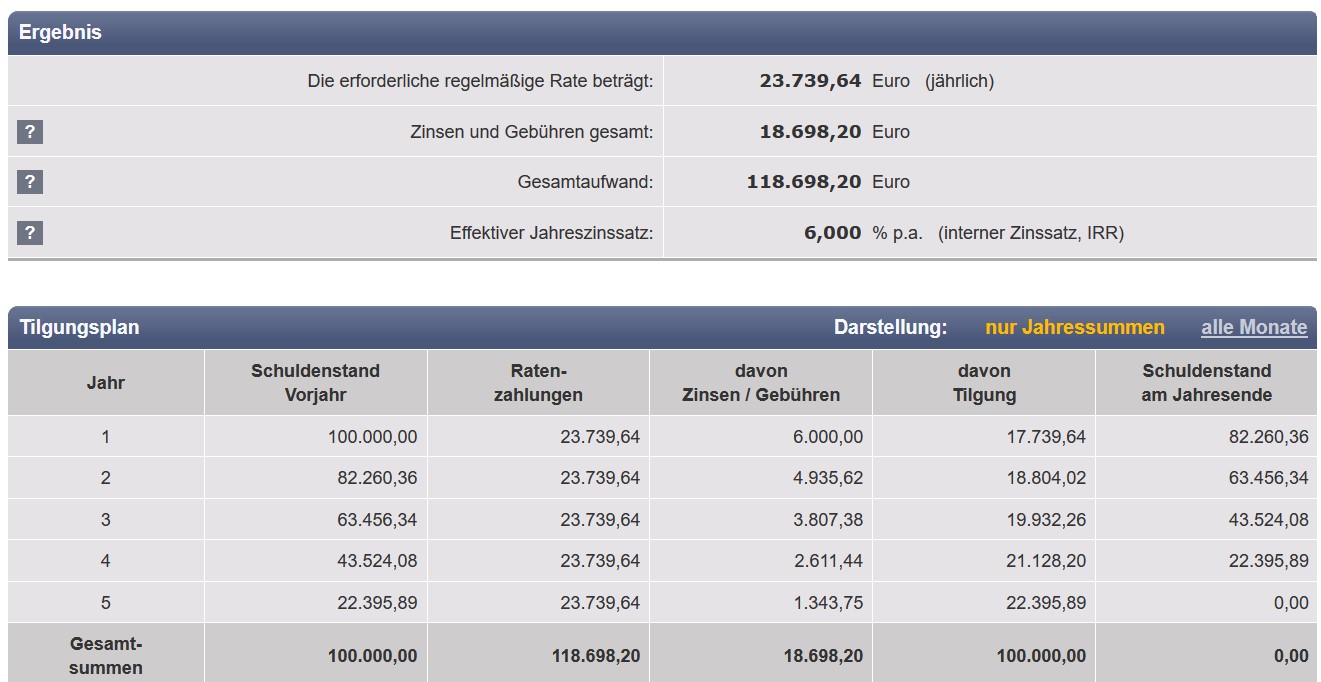 Ergebnis
Die erforderliche regelmäßige Rate beträgt: 23.739,64 Euro (jährlich)
? Zinsen und Gebühren gesamt: 18.698,20 Euro
? Gesamtaufwand: 118.698,20 Euro
? Effektiver Jahreszinssatz: 6,000 % p.a. (interner Zinssatz, IRR)
Tilgungsplan Darstellung: nur Jahressummen alle Monate
Jahr Schuldenstand Vorjahr Raten- zahlungen davon Zinsen / Gebühren davon Tilgung Schuldenstand am Jahresende
1 100.000,00 23.739,64 6.000,00 17.739,64 82.260,36
2 82.260,36 23.739,64 4.935,62 18.804,02 63.456,34
3 63.456,34 23.739,64 3.807,38 19.932,26 43.524,08
4 43.524,08 23.739,64 2.611,44 21.128,20 22.395,89
5 22.395,89 23.739,64 1.343,75 22.395,89 0,00
Gesamt- summen 100.000,00 118.698,20 18.698,20 100.000,00 0,00